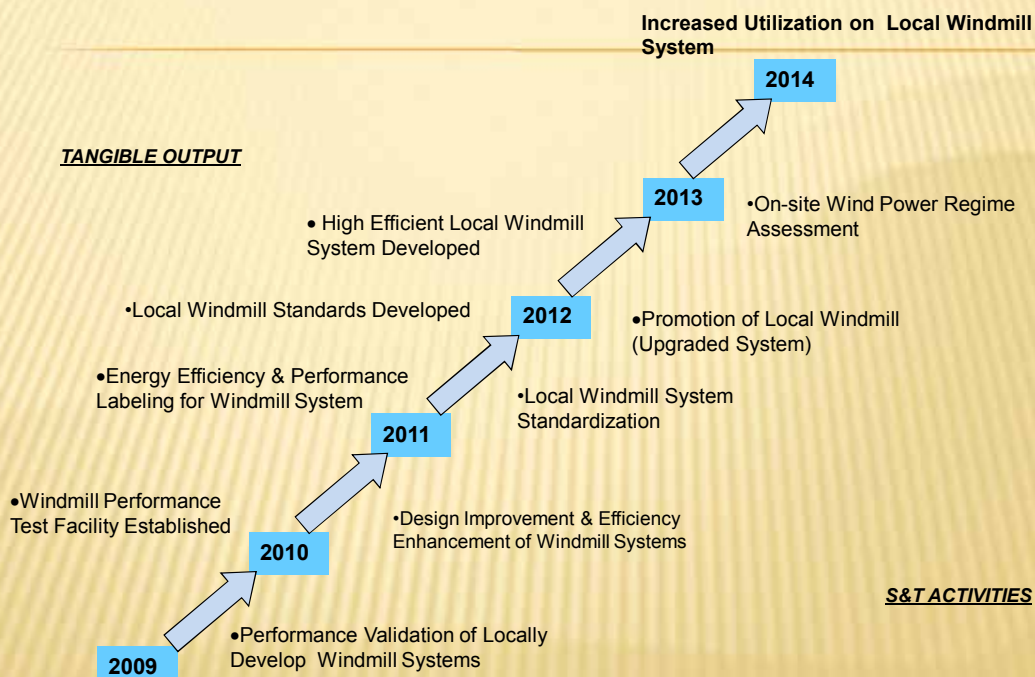 Increased Utilization on Local Windmill
System
2014
TANGIBLE OUTPUT
2013
•On-site Wind Power Regime
Assessment
• High Efficient Local Windmill
System Developed
•Local Windmill Standards Developed
2012
•Promotion of Local Windmill
(Upgraded System)
•Energy Efficiency & Performance
Labeling for Windmill System
•Local Windmill System
Standardization
2011
•Windmill Performance
Test Facility Established
•Design Improvement & Efficiency
Enhancement of Windmill Systems
2010
S&T ACTIVITIES
•Performance Validation of Locally
Develop Windmill Systems
2009